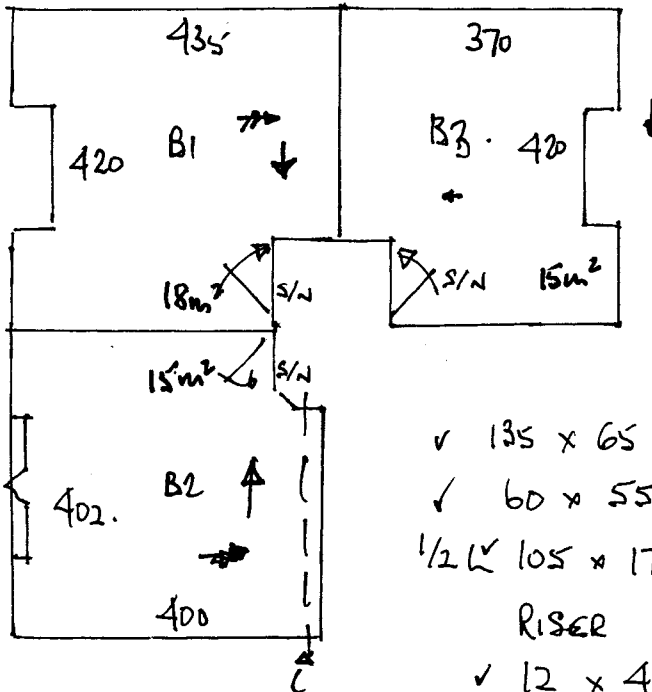 435
370
420
B1
B3.
420
18m²
S/N
S/N
15m²
15m²
S/N
✓ 135 x 65
402.
B2
✓ 60 x 55
1/2 L ✓ 105 x 17
400
RISER
✓ 12 x 4